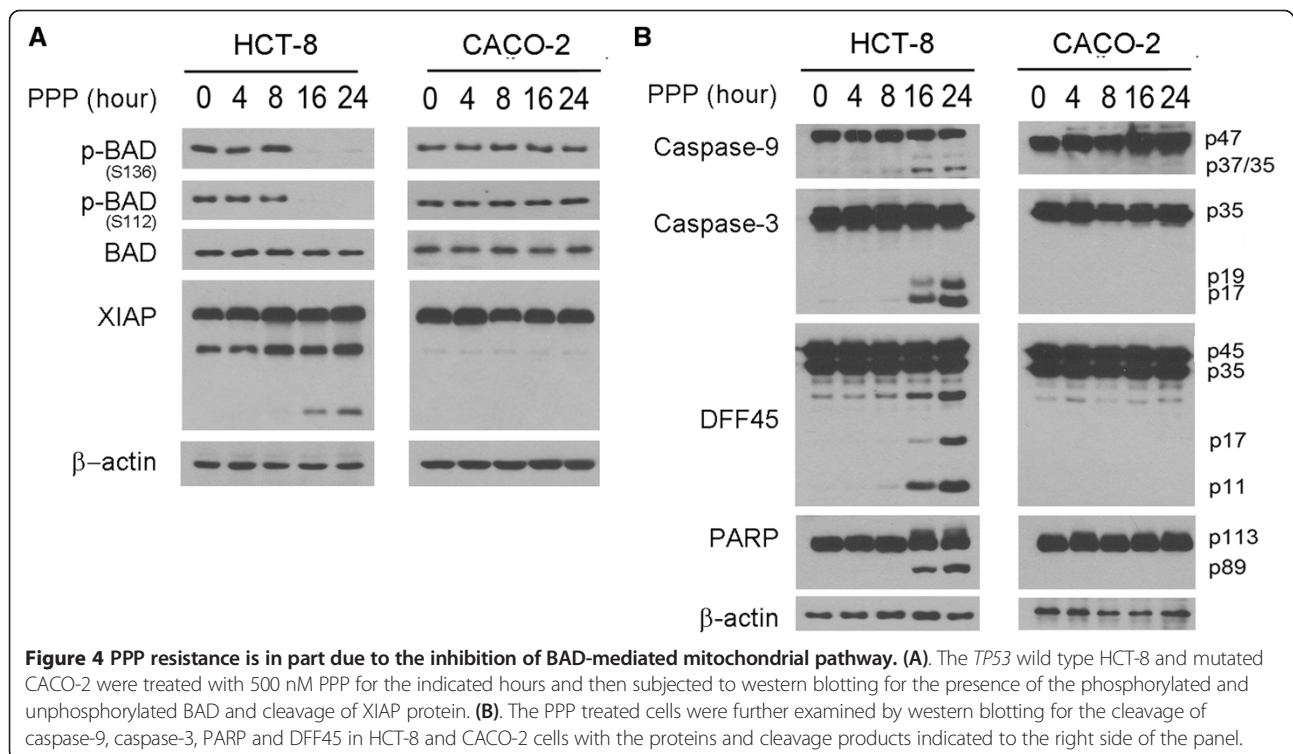 A
HCT-8 CACO-2
PPP (hour) 0 4 8 16 24 0 4 8 16 24
p-BAD
(S136)
p-BAD
(S112)
BAD
XIAP
β–actin
B
HCT-8 CACO-2
PPP (hour) 0 4 8 16 24 0 4 8 16 24
Caspase-9 p47
p37/35
Caspase-3 p35
p19
p17
DFF45 p45
p35
p17
p11
PARP p113
p89
β-actin
Figure 4 PPP resistance is in part due to the inhibition of BAD-mediated mitochondrial pathway. (A). The TP53 wild type HCT-8 and mutated
CACO-2 were treated with 500 nM PPP for the indicated hours and then subjected to western blotting for the presence of the phosphorylated and
unphosphorylated BAD and cleavage of XIAP protein. (B). The PPP treated cells were further examined by western blotting for the cleavage of
caspase-9, caspase-3, PARP and DFF45 in HCT-8 and CACO-2 cells with the proteins and cleavage products indicated to the right side of the panel.